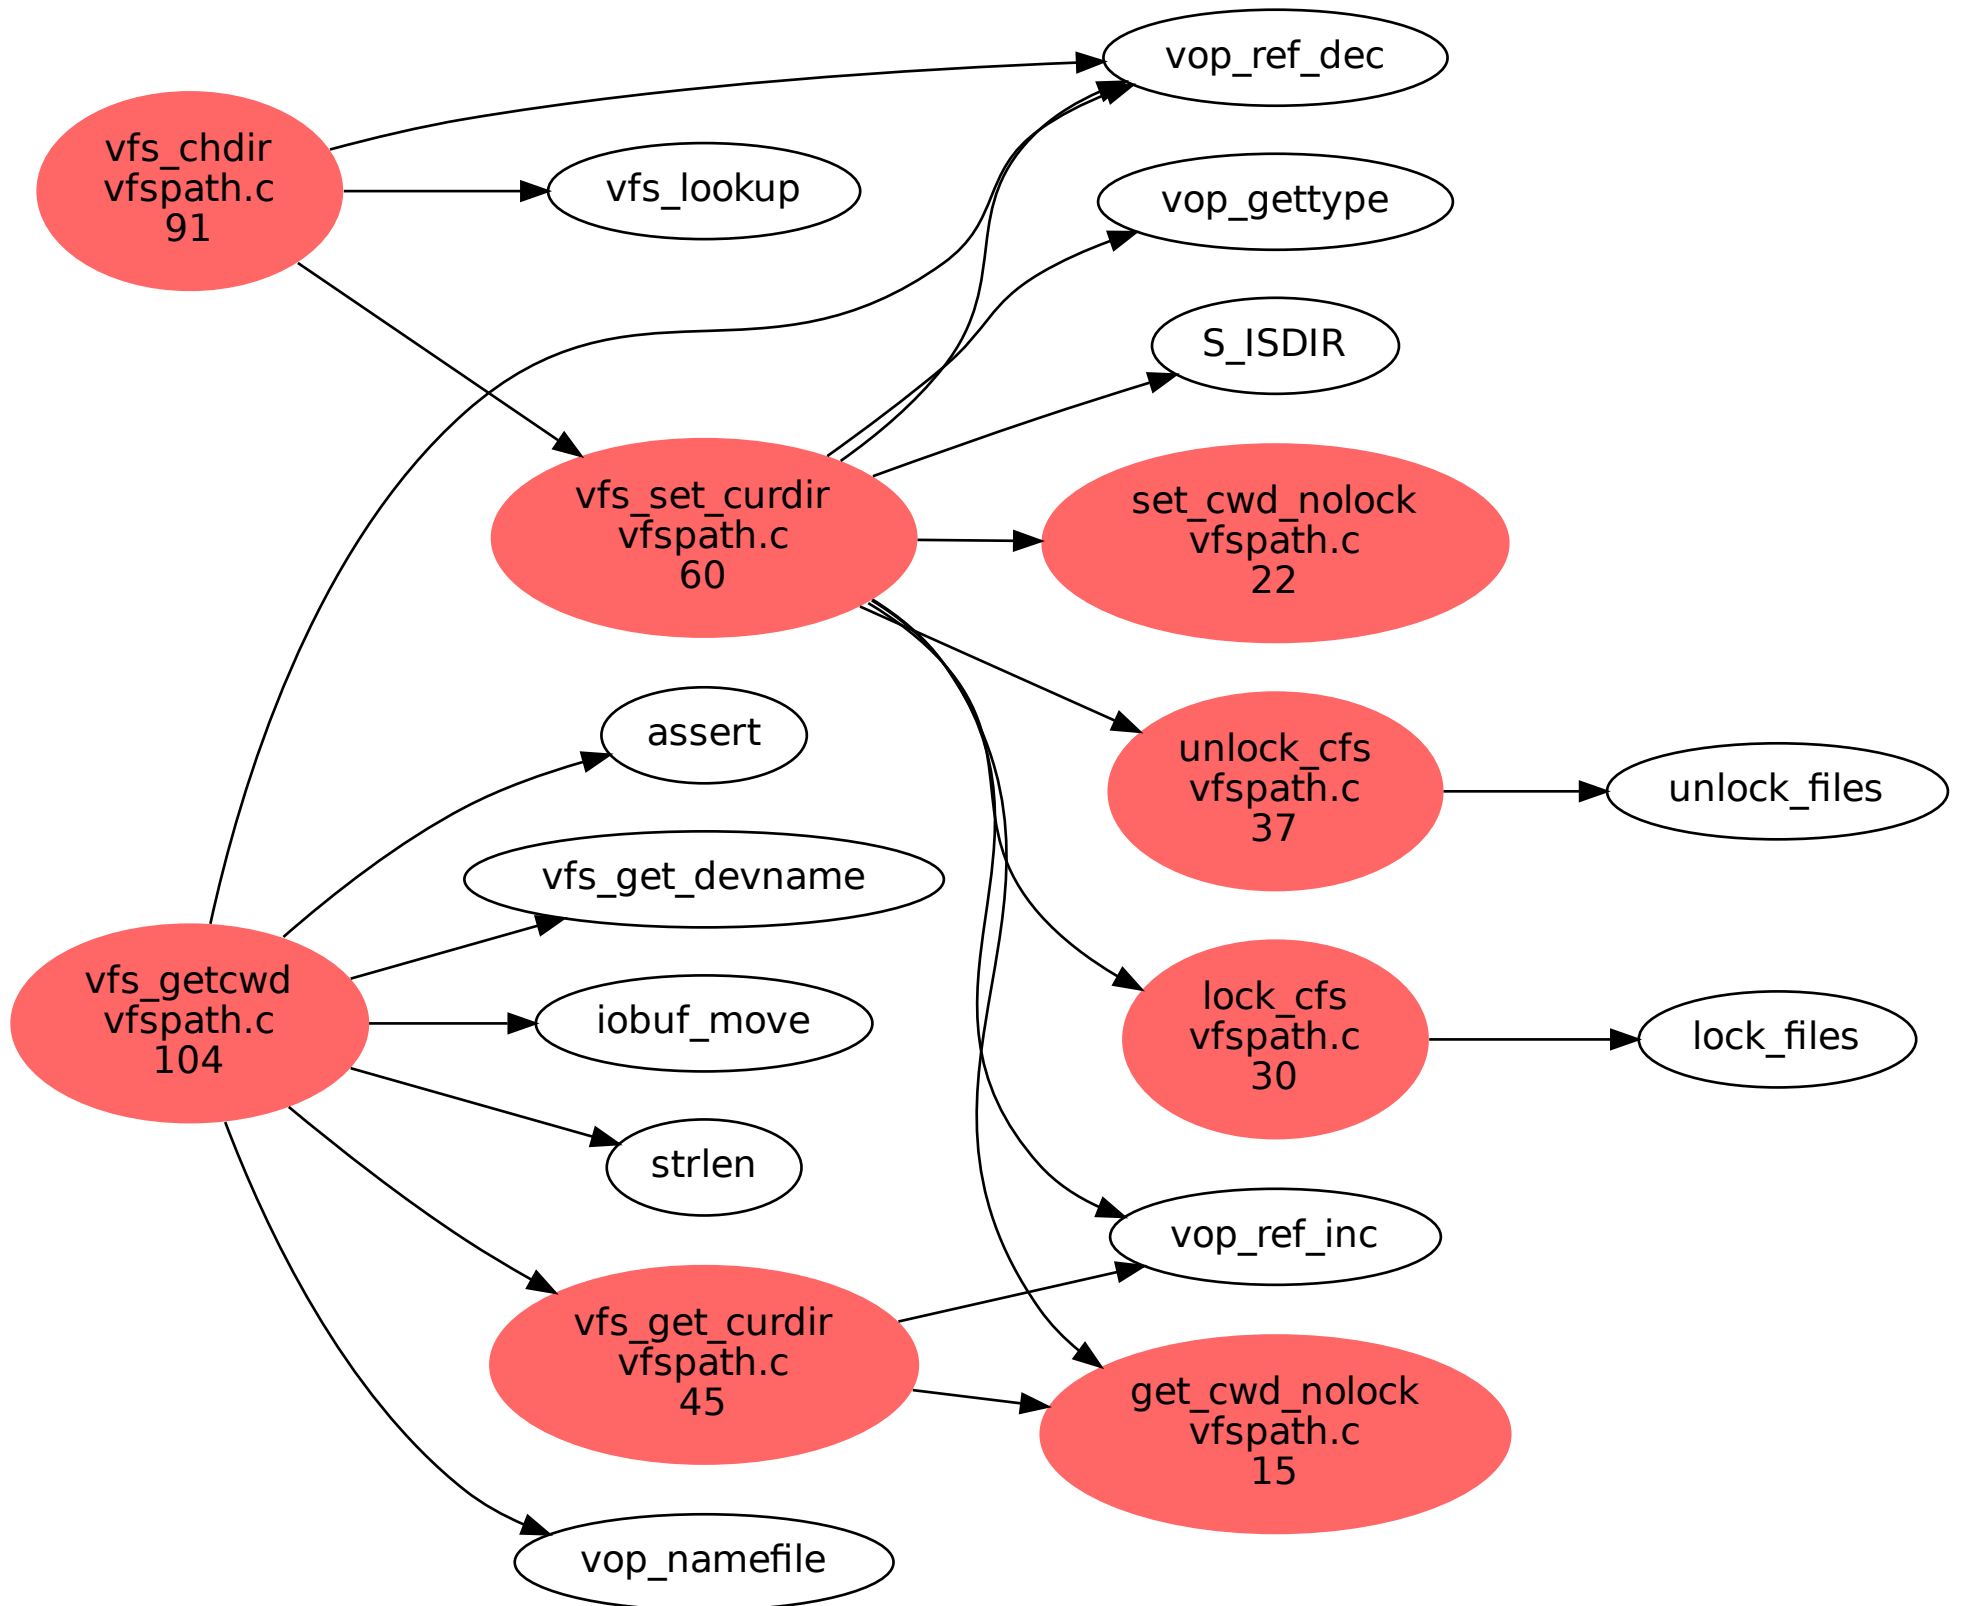 vop_ref_dec
vfs_chdir
vfspath.c
91
vfs_lookup
vop_gettype
S_ISDIR
vfs_set_curdir
vfspath.c
60
set_cwd_nolock
vfspath.c
22
assert
unlock_cfs
vfspath.c
37
unlock_files
vfs_get_devname
vfs_getcwd
vfspath.c
104
iobuf_move
lock_cfs
vfspath.c
30
lock_files
strlen
vop_ref_inc
vfs_get_curdir
vfspath.c
45
get_cwd_nolock
vfspath.c
15
vop_namefile